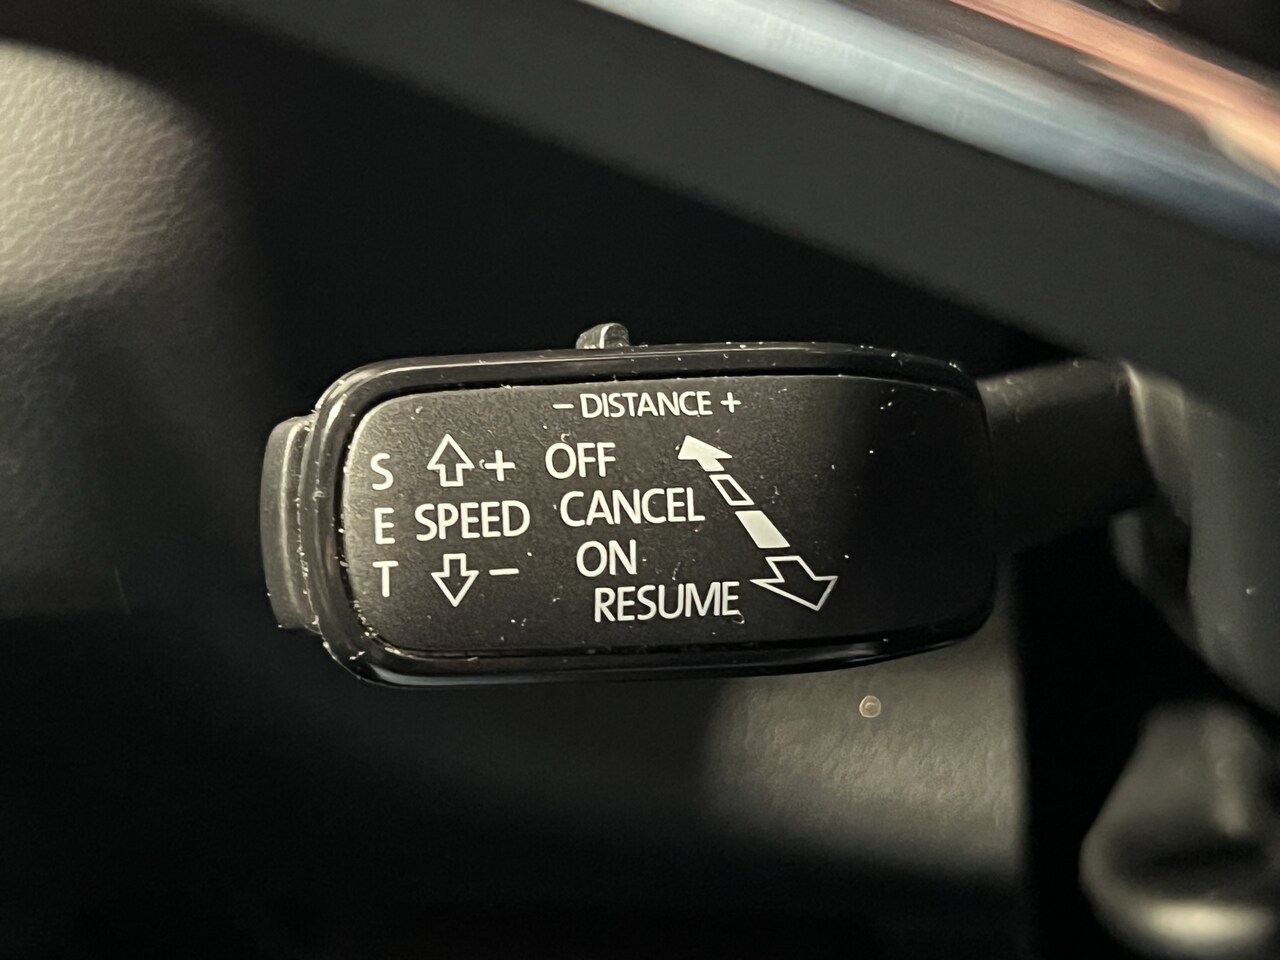 − DISTANCE +
S + OFF
E SPEED CANCEL
T − ON
RESUME